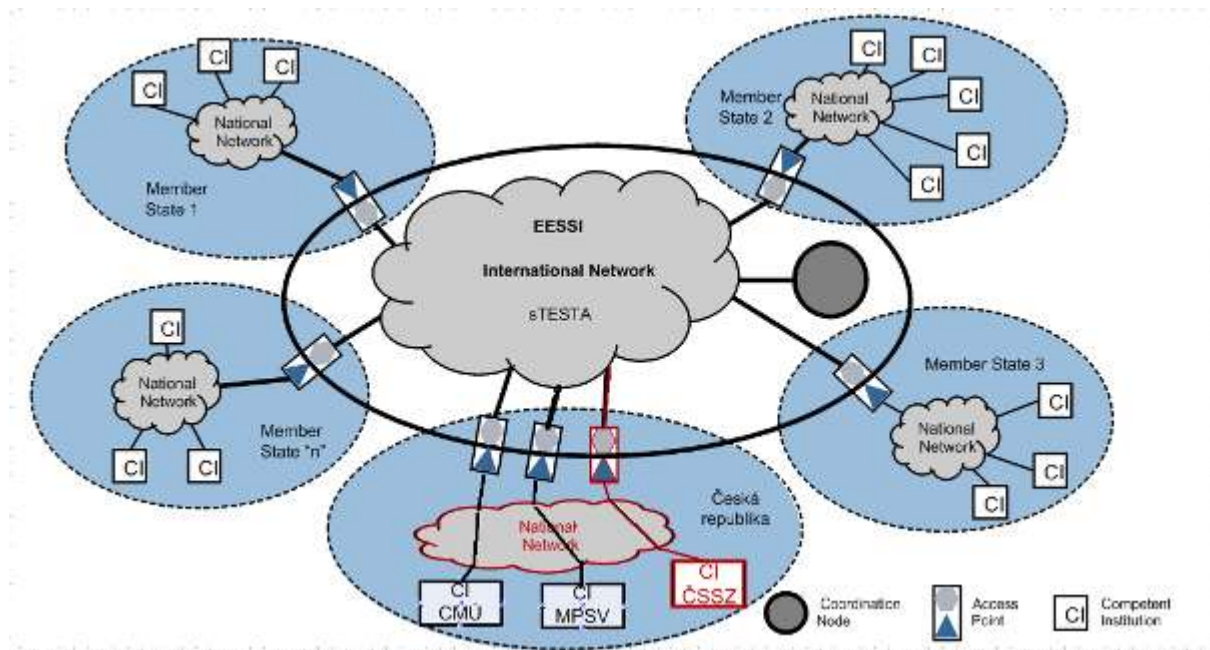 CI
CI
CI
National
Network
Member
State 1
CI
CI
CI
CI
CI
National
Network
Member
State 2
EESSI
International Network
sTESTA
CI
National
Network
CI
CI
Member
State "n"
Member State 3
CI
National
Network
CI
CI
Česká
republika
National
Network
CI
CMÚ
CI
MPSV
CI
ČSSZ
Coordination
Node
Access
Point
CI
Competent
Institution